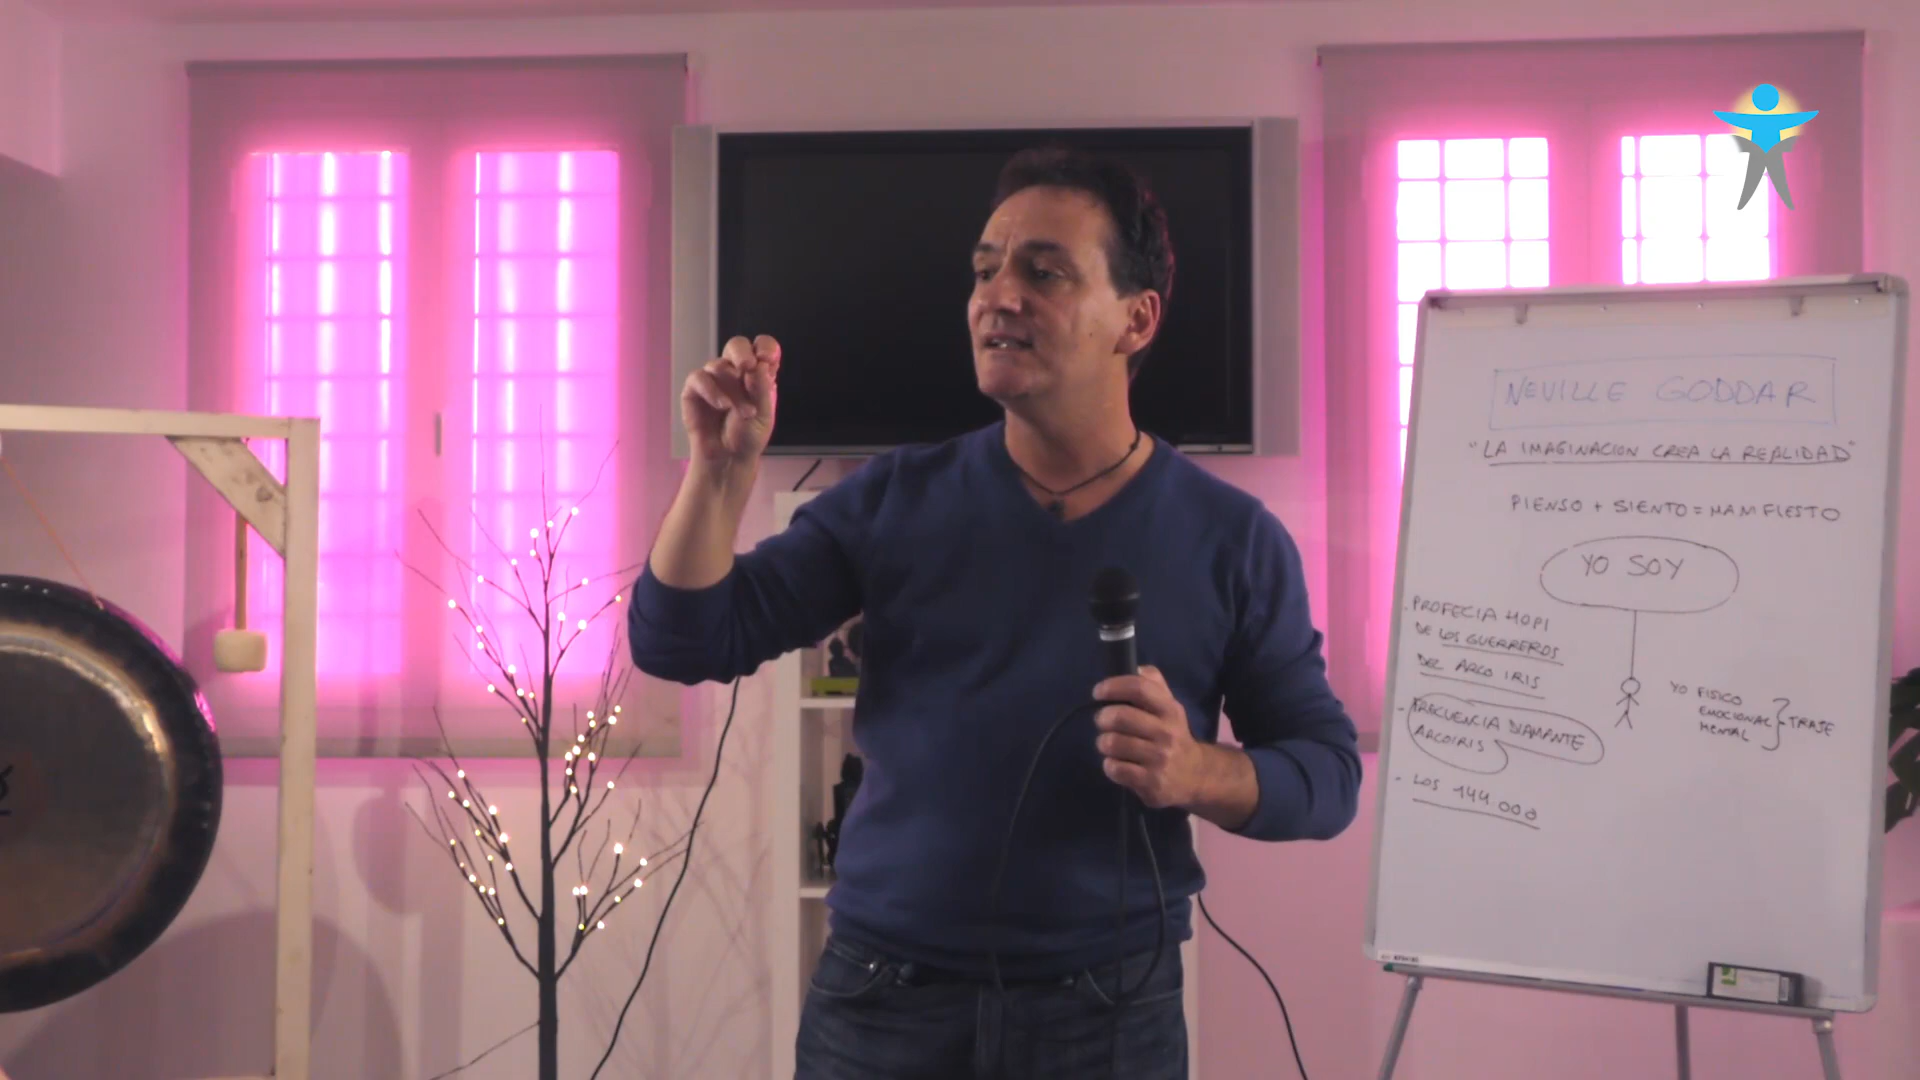 NEVILLE GODDAR
"LA IMAGINACION CREA LA REALIDAD"
PIENSO + SIENTO = MANIFIESTO
YO SOY
. PROFECIA HOPI
DE LOS GUERREROS
DEL ARCO IRIS
- FRECUENCIA DIAMANTE
ARCOIRIS
- LOS 144.000
YO FISICO
EMOCIONAL
MENTAL
} TRAJE